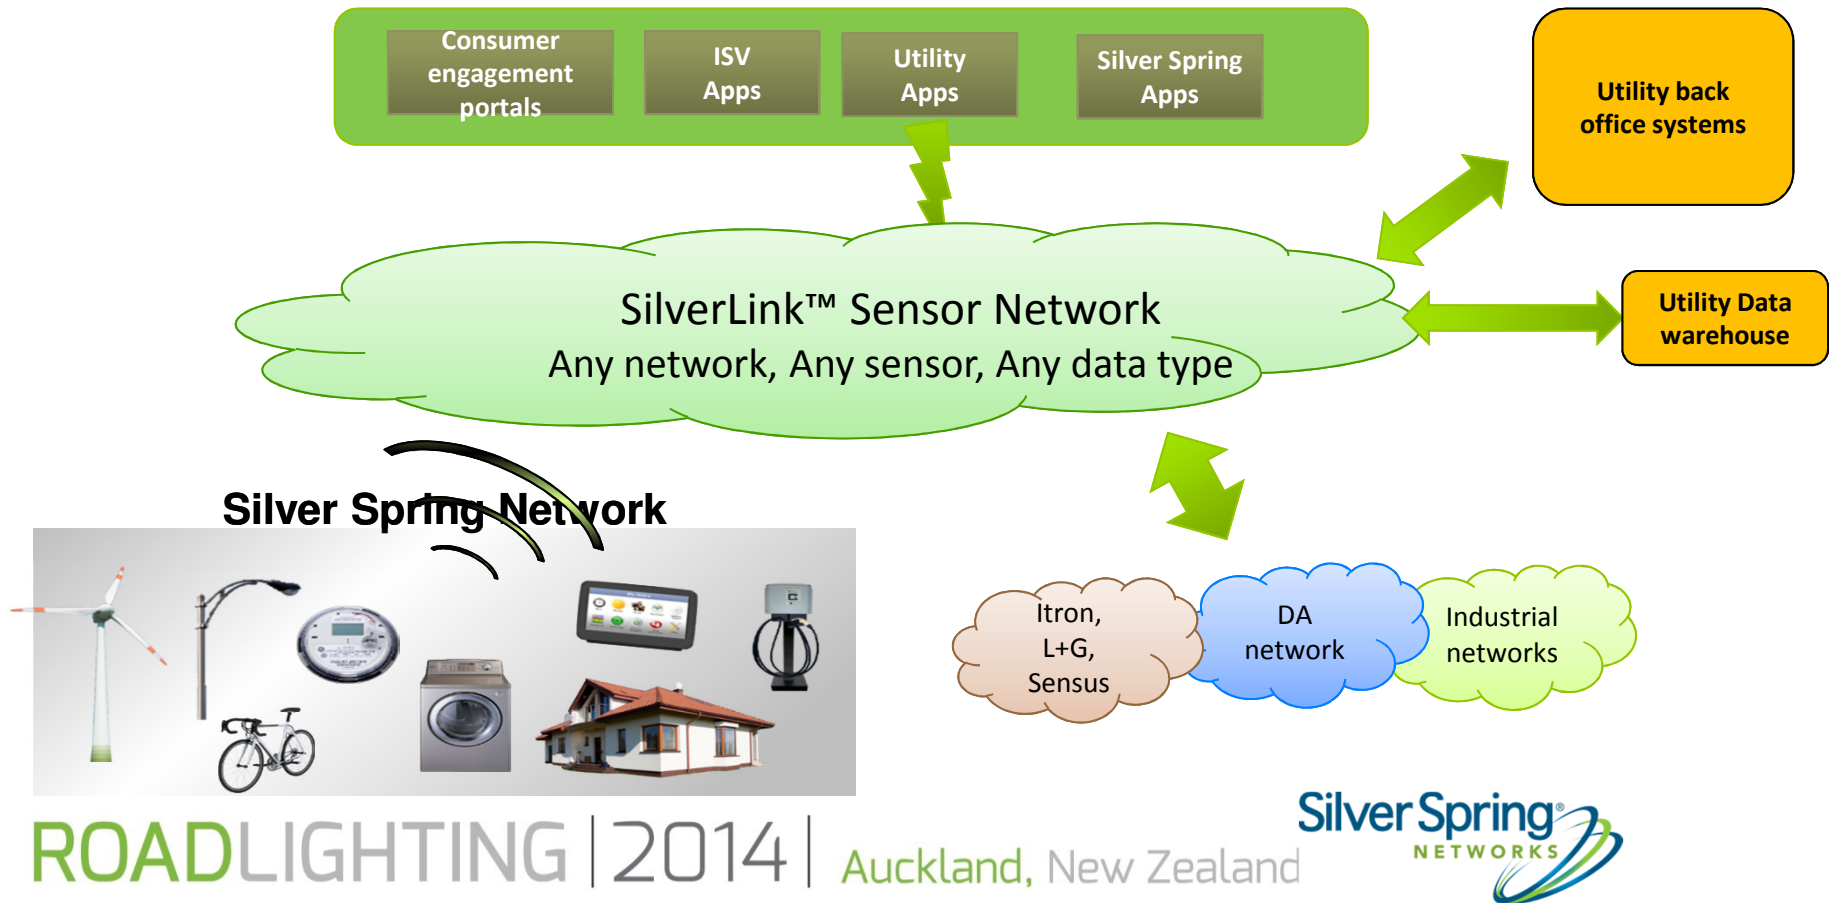 Consumer
engagement
portals
ISV
Apps
Utility
Apps
Silver Spring
Apps
Utility back
office systems
SilverLink™ Sensor Network
Any network, Any sensor, Any data type
Utility Data
warehouse
Silver Spring Network
Itron,
L+G,
Sensus
DA
network
Industrial
networks
ROADLIGHTING | 2014 | Auckland, New Zealand
Silver Spring®
NETWORKS